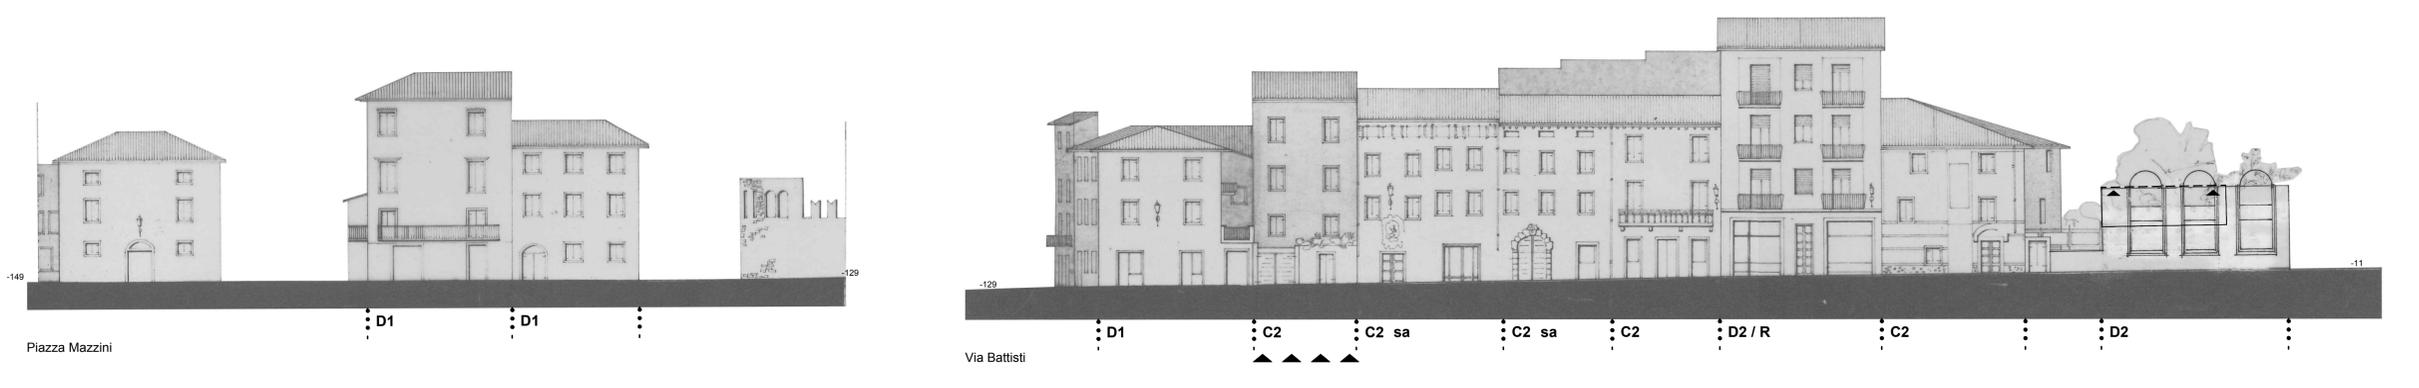 -149
-129
D1 D1
Piazza Mazzini
-129
-11
D1 C2 C2 sa C2 sa C2 D2 / R C2 D2
Via Battisti